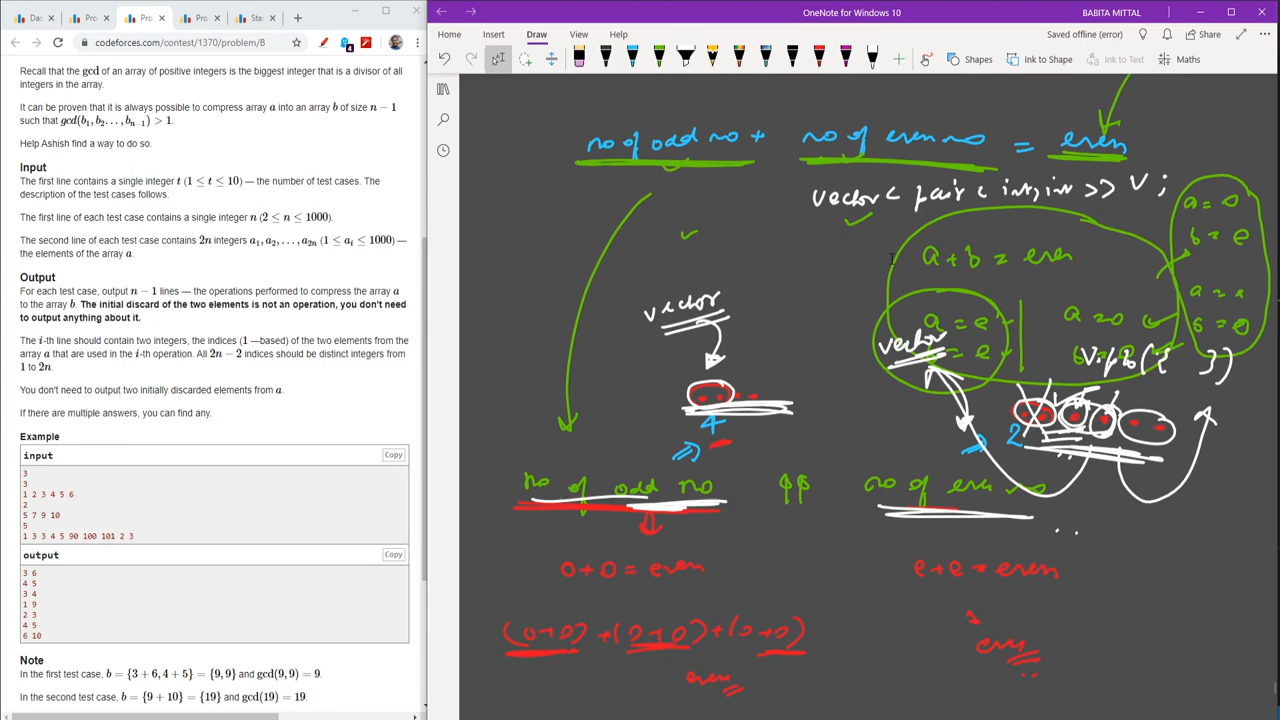 Da
Pro
Pro
Pro
Sta
codeforces.com/contest/1370/problem/B
Recall that the gcd of an array of positive integers is the biggest integer that is a divisor of all
integers in the array.
It can be proven that it is always possible to compress array a into an array b of size n − 1
such that gcd(b1, b2..., bn−1) > 1.
Help Ashish find a way to do so.
Input
The first line contains a single integer t (1 ≤ t ≤ 10) — the number of test cases. The
description of the test cases follows.
The first line of each test case contains a single integer n (2 ≤ n ≤ 1000).
The second line of each test case contains 2n integers a1, a2, ..., a2n (1 ≤ ai ≤ 1000) —
the elements of the array a.
Output
For each test case, output n − 1 lines — the operations performed to compress the array a
to the array b. The initial discard of the two elements is not an operation, you don't need
to output anything about it.
The i-th line should contain two integers, the indices (1 —based) of the two elements from the
array a that are used in the i-th operation. All 2n − 2 indices should be distinct integers from
1 to 2n.
You don't need to output two initially discarded elements from a.
If there are multiple answers, you can find any.
Example
input
Copy
3
3
1 2 3 4 5 6
2
5 7 9 10
5
1 3 3 4 5 90 100 101 2 3
output
Copy
3 6
4 5
3 4
1 9
2 3
4 5
6 10
Note
In the first test case, b = {3 + 6, 4 + 5} = {9, 9} and gcd(9, 9) = 9.
In the second test case, b = {9 + 10} = {19} and gcd(19) = 19.
OneNote for Windows 10
BABITA MITTAL
Home
Insert
Draw
View
Help
Saved offline (error)
Share
Shapes
Ink to Shape
Ink to Text
Maths
no of odd no + no of even no = even
vector < pair < int, int >> V ;
a = o
b = e
a + b = even
a = e
b = o
vector
a = e
a = o
vector
= e
V.pb({ })
4
2
no of odd no
no of even no
o + o = even
e + e = even
(o+o) + (o+o) + (o+o)
even
even